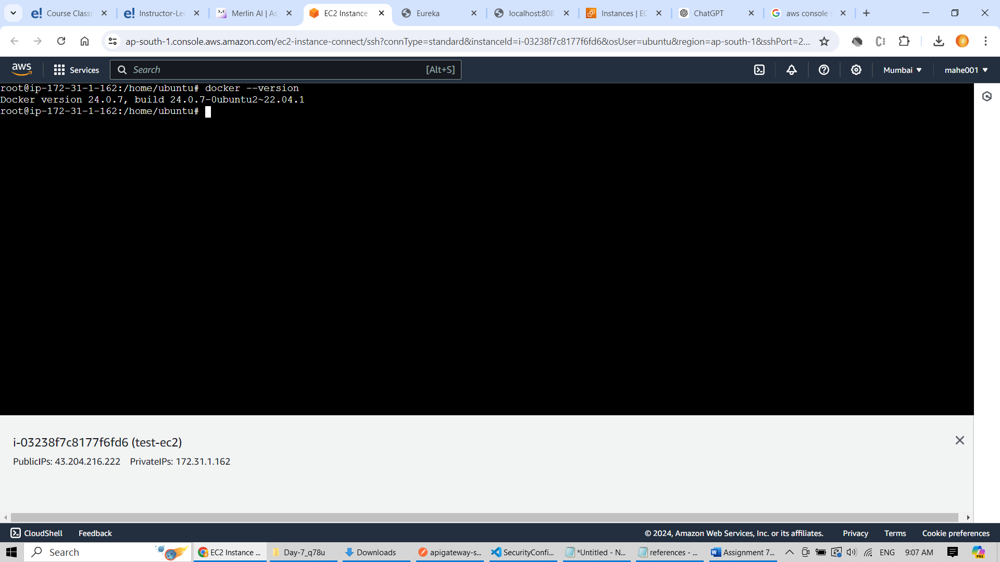 Course Classr
Instructor-Led
Merlin AI | As
EC2 Instance
Eureka
localhost:808
Instances | EC
ChatGPT
aws console s
ap-south-1.console.aws.amazon.com/ec2-instance-connect/ssh?connType=standard&instanceId=i-03238f7c8177f6fd6&osUser=ubuntu&region=ap-south-1&sshPort=2...
aws
Services
Search
[Alt+S]
Mumbai
mahe001
root@ip-172-31-1-162:/home/ubuntu# docker --version
Docker version 24.0.7, build 24.0.7-0ubuntu2~22.04.1
root@ip-172-31-1-162:/home/ubuntu#
i-03238f7c8177f6fd6 (test-ec2)
PublicIPs: 43.204.216.222 PrivateIPs: 172.31.1.162
CloudShell
Feedback
© 2024, Amazon Web Services, Inc. or its affiliates.
Privacy
Terms
Cookie preferences
Search
EC2 Instance ...
Day-7_q78u
Downloads
apigateway-s...
SecurityConfi...
*Untitled - N...
references - ...
Assignment 7...
ENG
9:07 AM
PRE